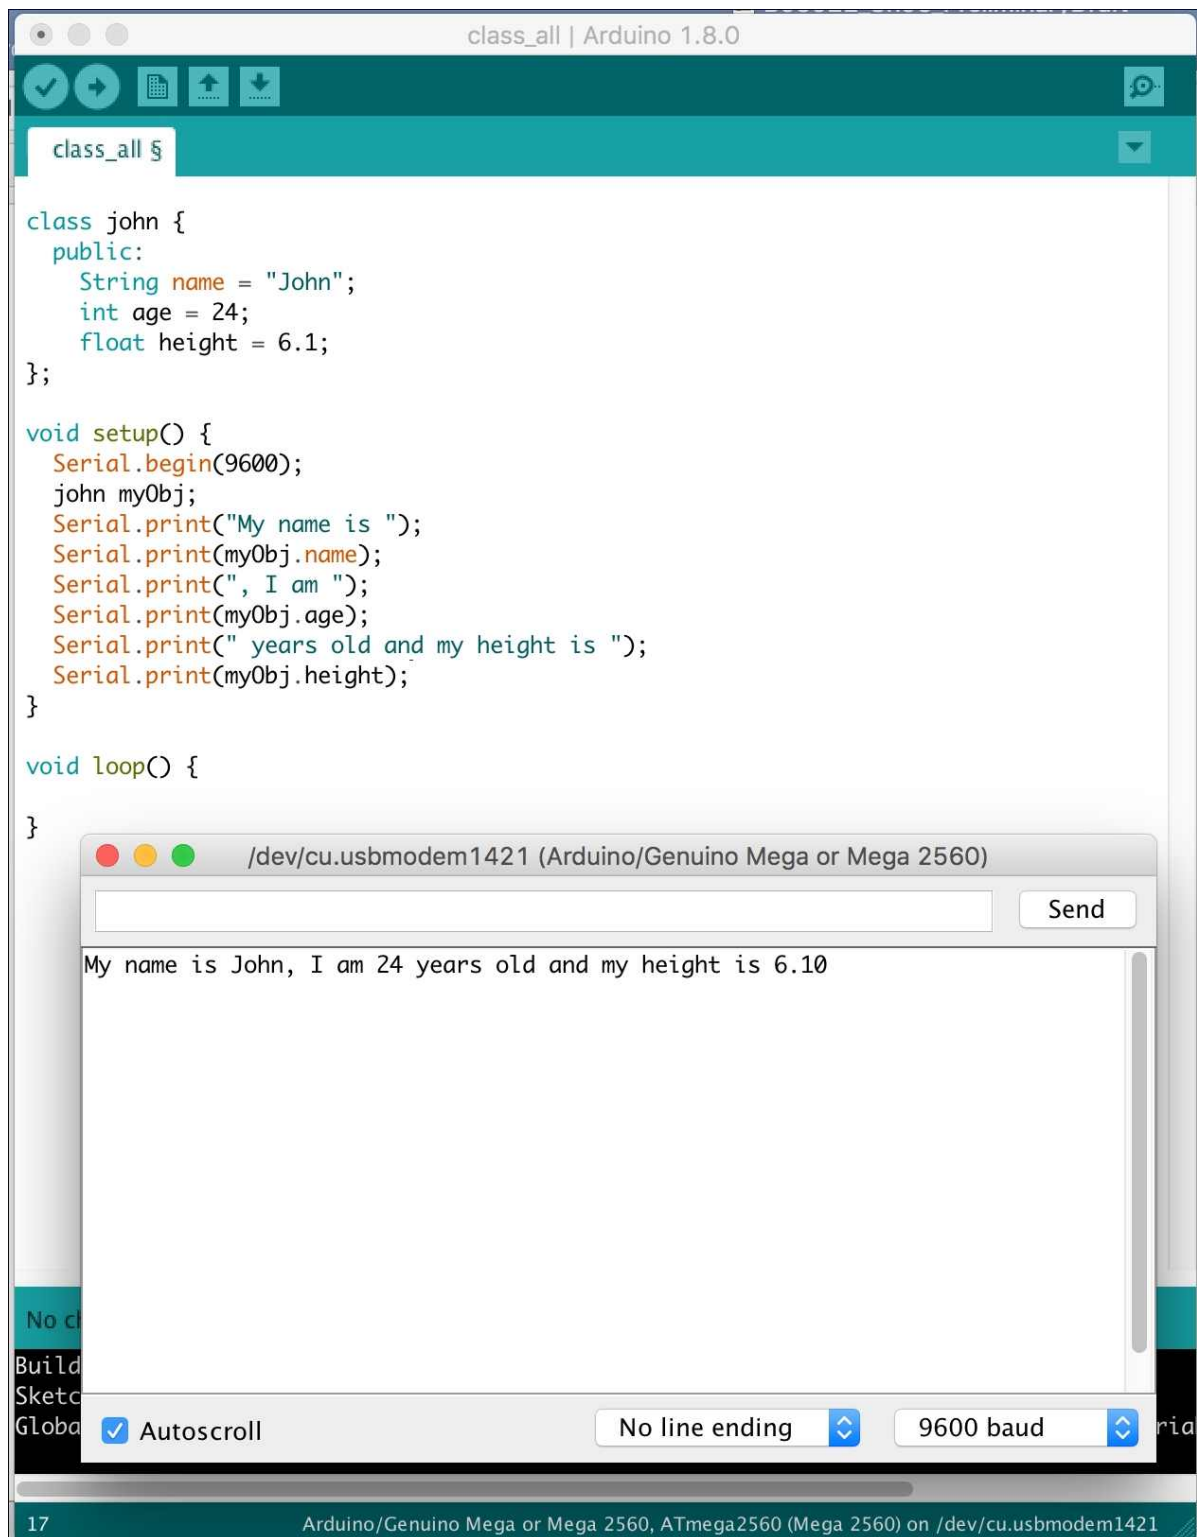 class_all | Arduino 1.8.0
class_all §
class john {
public:
String name = "John";
int age = 24;
float height = 6.1;
};
void setup() {
Serial.begin(9600);
john myObj;
Serial.print("My name is ");
Serial.print(myObj.name);
Serial.print(", I am ");
Serial.print(myObj.age);
Serial.print(" years old and my height is ");
Serial.print(myObj.height);
}
void loop() {
}
/dev/cu.usbmodem1421 (Arduino/Genuino Mega or Mega 2560)
Send
My name is John, I am 24 years old and my height is 6.10
No
Build
Sketc
Globa
Autoscroll
No line ending
9600 baud
ria
17
Arduino/Genuino Mega or Mega 2560, ATmega2560 (Mega 2560) on /dev/cu.usbmodem1421